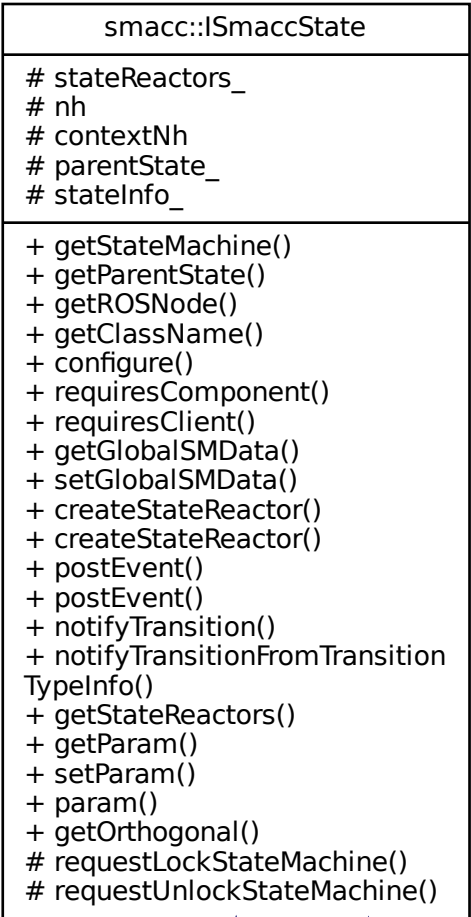 smacc::ISmaccState
# stateReactors_
# nh
# contextNh
# parentState_
# stateInfo_
+ getStateMachine()
+ getParentState()
+ getROSNode()
+ getClassName()
+ configure()
+ requiresComponent()
+ requiresClient()
+ getGlobalSMData()
+ setGlobalSMData()
+ createStateReactor()
+ createStateReactor()
+ postEvent()
+ postEvent()
+ notifyTransition()
+ notifyTransitionFromTransition
TypeInfo()
+ getStateReactors()
+ getParam()
+ setParam()
+ param()
+ getOrthogonal()
# requestLockStateMachine()
# requestUnlockStateMachine()